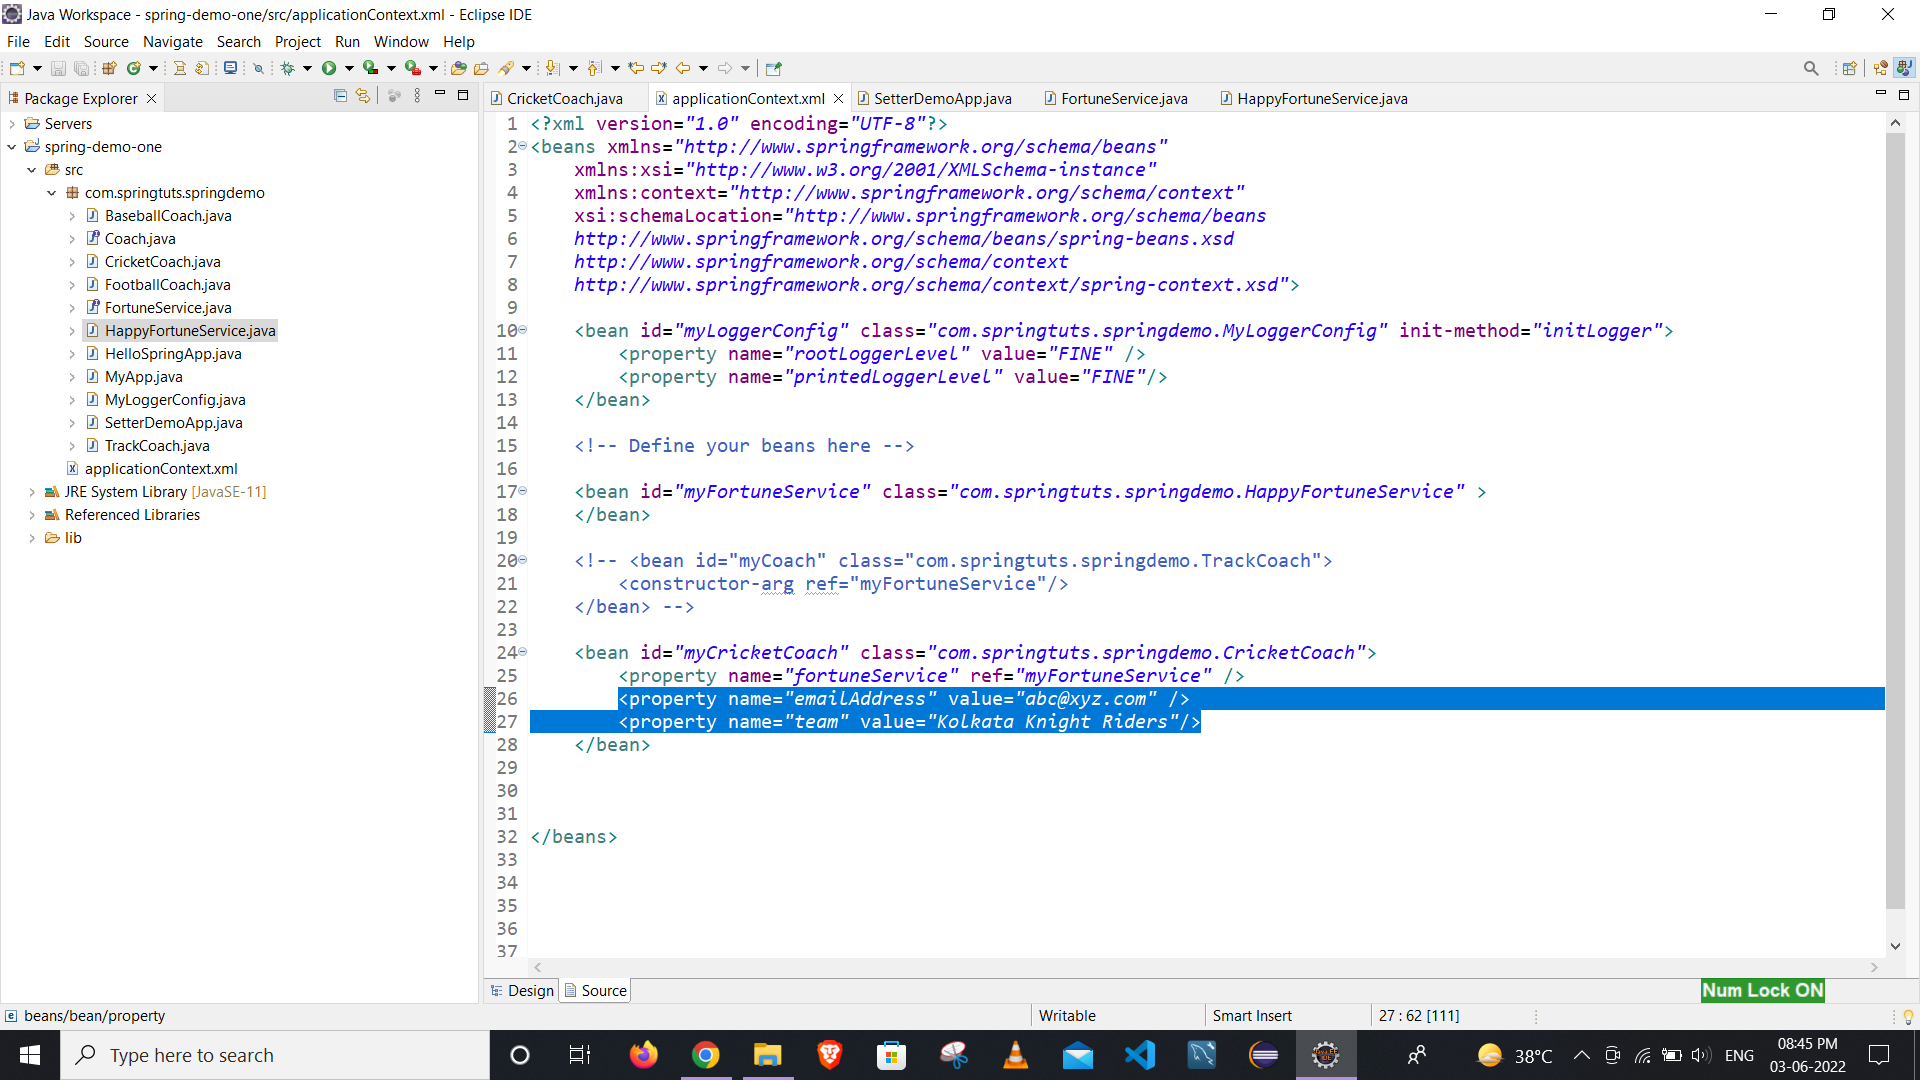 Java Workspace - spring-demo-one/src/applicationContext.xml - Eclipse IDE
File Edit Source Navigate Search Project Run Window Help
Package Explorer
Servers
spring-demo-one
src
com.springtuts.springdemo
BaseballCoach.java
Coach.java
CricketCoach.java
FootballCoach.java
FortuneService.java
HappyFortuneService.java
HelloSpringApp.java
MyApp.java
MyLoggerConfig.java
SetterDemoApp.java
TrackCoach.java
applicationContext.xml
JRE System Library [JavaSE-11]
Referenced Libraries
lib
CricketCoach.java applicationContext.xml SetterDemoApp.java FortuneService.java HappyFortuneService.java
1 <?xml version="1.0" encoding="UTF-8"?>
2 <beans xmlns="http://www.springframework.org/schema/beans"
3 xmlns:xsi="http://www.w3.org/2001/XMLSchema-instance"
4 xmlns:context="http://www.springframework.org/schema/context"
5 xsi:schemaLocation="http://www.springframework.org/schema/beans
6 http://www.springframework.org/schema/beans/spring-beans.xsd
7 http://www.springframework.org/schema/context
8 http://www.springframework.org/schema/context/spring-context.xsd">
9
10 <bean id="myLoggerConfig" class="com.springtuts.springdemo.MyLoggerConfig" init-method="initLogger">
11 <property name="rootLoggerLevel" value="FINE" />
12 <property name="printedLoggerLevel" value="FINE"/>
13 </bean>
14
15 <!-- Define your beans here -->
16
17 <bean id="myFortuneService" class="com.springtuts.springdemo.HappyFortuneService" >
18 </bean>
19
20 <!-- <bean id="myCoach" class="com.springtuts.springdemo.TrackCoach">
21 <constructor-arg ref="myFortuneService"/>
22 </bean> -->
23
24 <bean id="myCricketCoach" class="com.springtuts.springdemo.CricketCoach">
25 <property name="fortuneService" ref="myFortuneService" />
26 <property name="emailAddress" value="abc@xyz.com" />
27 <property name="team" value="Kolkata Knight Riders"/>
28 </bean>
29
30
31
32 </beans>
33
34
35
36
37
Design Source
Num Lock ON
beans/bean/property
Writable
Smart Insert
27 : 62 [111]
Type here to search
38°C
ENG
08:45 PM
03-06-2022